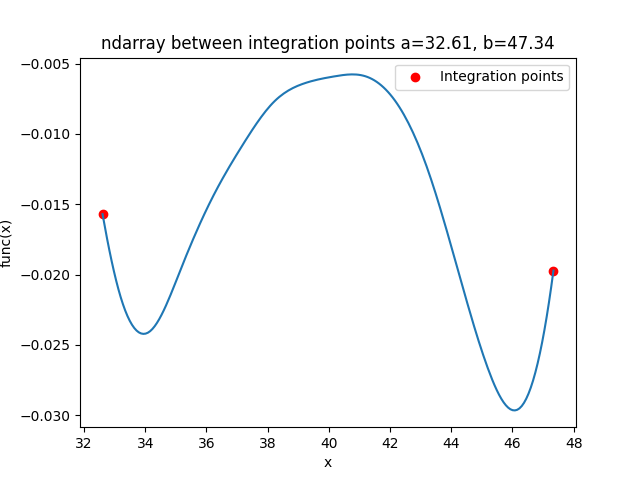 ndarray between integration points a=32.61, b=47.34
Integration points
−0.005
−0.010
−0.015
−0.020
−0.025
−0.030
func(x)
32 34 36 38 40 42 44 46 48
x